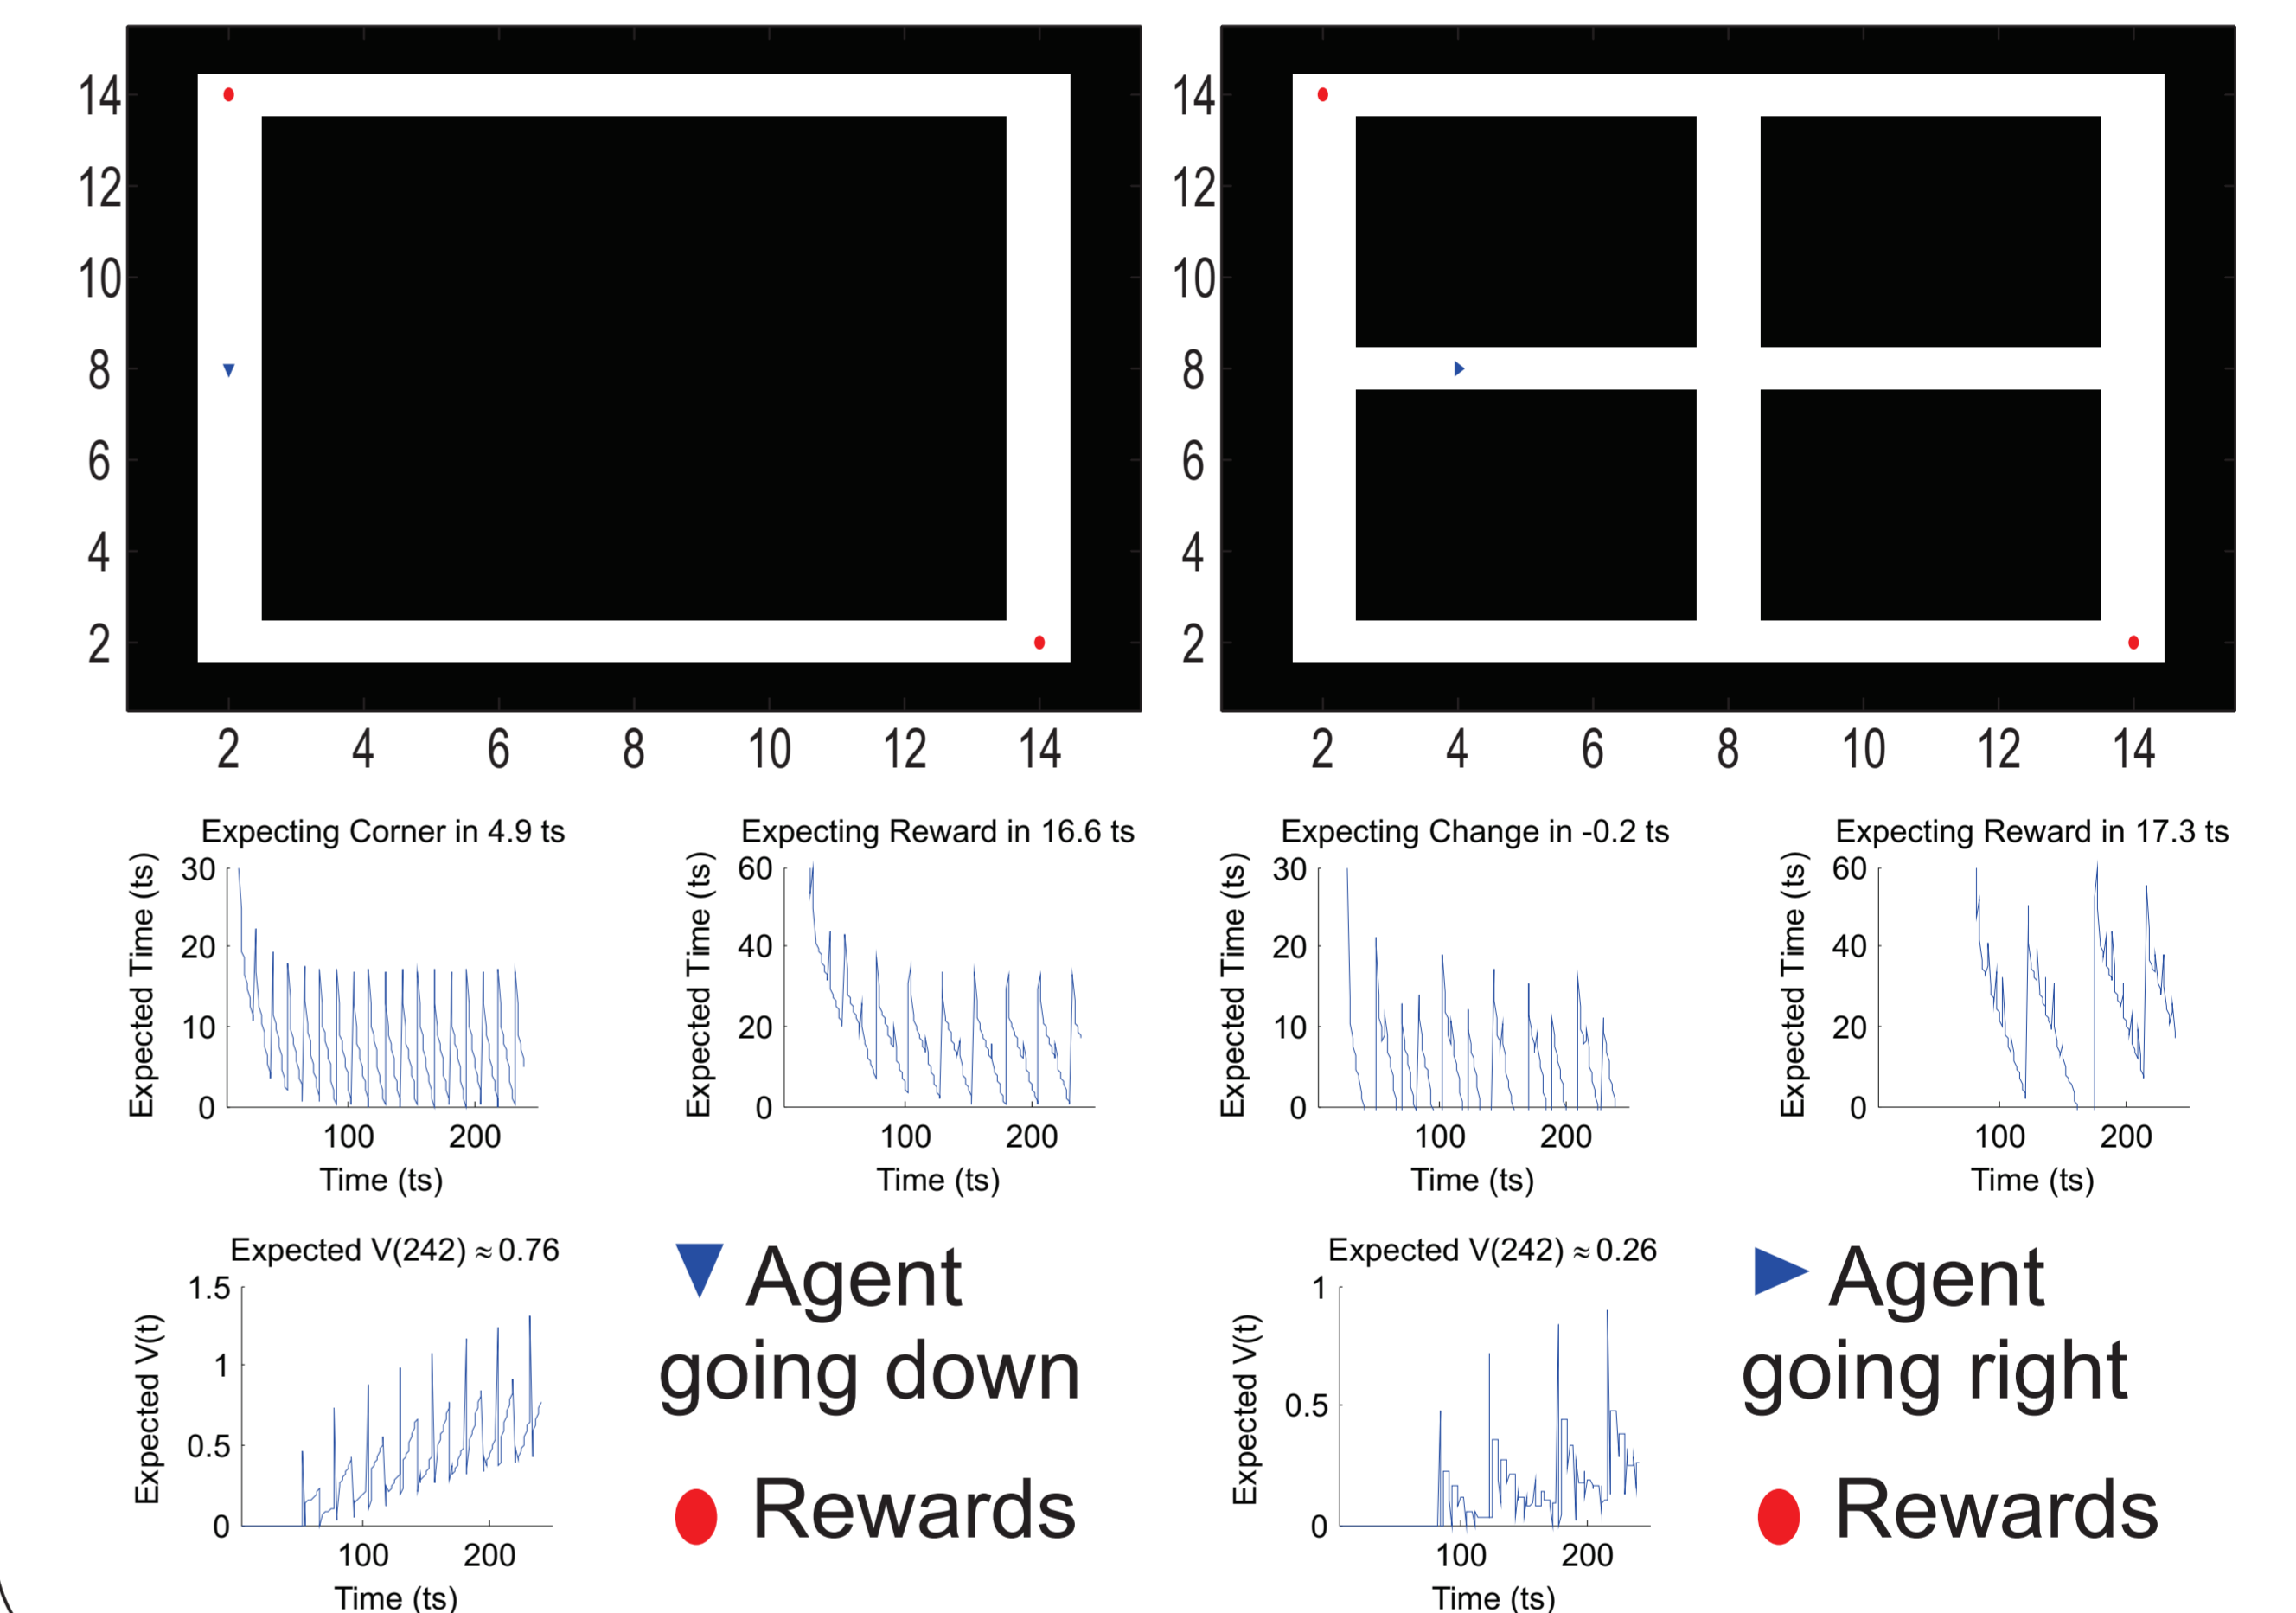 14
12
10
8
6
4
2
2 4 6 8 10 12 14
14
12
10
8
6
4
2
2 4 6 8 10 12 14
Expecting Corner in 4.9 ts
Expected Time (ts)
30
20
10
0
100 200
Time (ts)
Expecting Reward in 16.6 ts
Expected Time (ts)
60
40
20
0
100 200
Time (ts)
Expecting Change in -0.2 ts
Expected Time (ts)
30
20
10
0
100 200
Time (ts)
Expecting Reward in 17.3 ts
Expected Time (ts)
60
40
20
0
100 200
Time (ts)
Expected V(242) ≈ 0.76
Expected V(t)
1.5
1
0.5
0
100 200
Time (ts)
Agent
going down
Rewards
Expected V(242) ≈ 0.26
Expected V(t)
1
0.5
0
100 200
Time (ts)
Agent
going right
Rewards